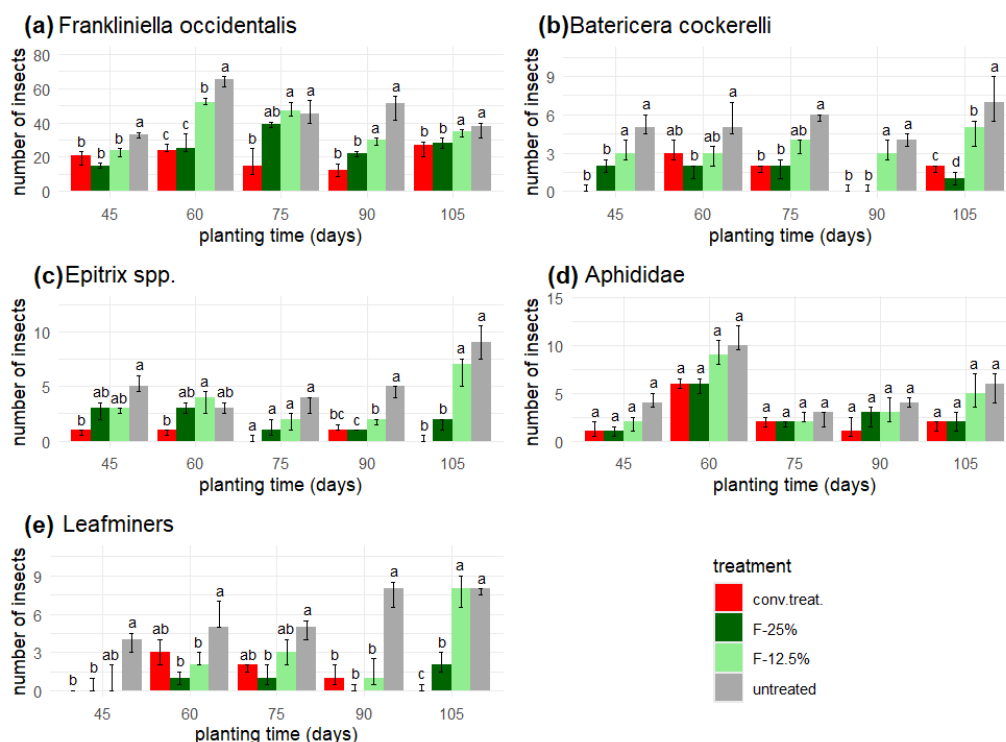 (a) Frankliniella occidentalis
number of insects
80
60
40
20
0
b b b a
c c b a
b ab a a
c b b a
b b a a
45 60 75 90 105
planting time (days)
(b) Batericera cockerelli
number of insects
9
6
3
0
b a a a
ab b ab a
b b a a
b b a a
c d b a
45 60 75 90 105
planting time (days)
(c) Epitrix spp.
number of insects
10
5
0
b ab ab a
b ab a ab
a a a a
bc c b a
b ab a a
45 60 75 90 105
planting time (days)
(d) Aphididae
number of insects
15
10
5
0
a a a a
a a a a
a a a a
a a a a
a a a a
45 60 75 90 105
planting time (days)
(e) Leafminers
number of insects
9
6
3
0
b b ab a
ab b b a
ab b ab a
b b b a
c b a a
45 60 75 90 105
planting time (days)
treatment
conv.treat.
F-25%
F-12.5%
untreated